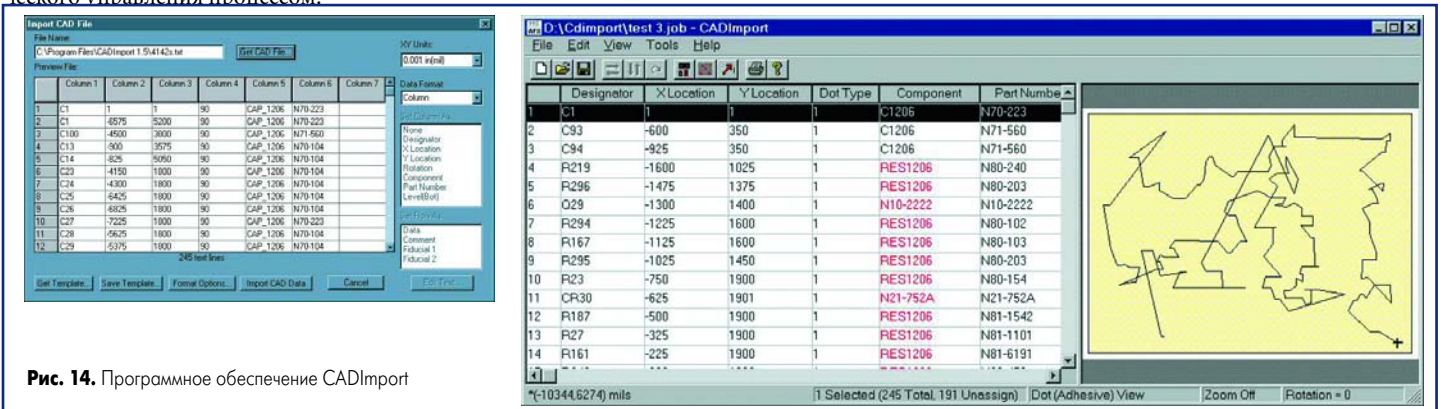 ческого управления процессом.
Import CAD File
File Name:
C:\Program Files\CADImport 1.5\4142s.txt
Get CAD File
Preview File:
Column 1 Column 2 Column 3 Column 4 Column 5 Column 6 Column 7
1 C1 1 1 90 CAP_1206 N70-223
2 C1 -6575 5200 90 CAP_1206 N70-223
3 C100 -4500 3800 90 CAP_1206 N71-560
4 C13 -900 3575 90 CAP_1206 N70-104
5 C14 -825 5050 90 CAP_1206 N70-104
6 C23 -4150 1800 90 CAP_1206 N70-104
7 C24 -4300 1800 90 CAP_1206 N70-104
8 C25 -6425 1800 90 CAP_1206 N70-104
9 C26 -6825 1800 90 CAP_1206 N70-104
10 C27 -7225 1800 90 CAP_1206 N70-223
11 C28 -5625 1800 90 CAP_1206 N70-104
12 C29 -5375 1800 90 CAP_1206 N70-104
245 text lines
XY Units:
0.001 in(mil)
Data Format
Column
Set Column As:
None
Designator
X Location
Y Location
Rotation
Component
Part Number
Level(Bot)
Set Row As:
Data
Comment
Fiducial 1
Fiducial 2
Get Template... Save Template... Format Options... Import CAD Data Cancel Edit Text...
Рис. 14. Программное обеспечение CADImport
D:\Cdimport\test 3.job - CADImport
File Edit View Tools Help
Designator X Location Y Location Dot Type Component Part Numbe
1 C1 1 1 1 C1206 N70-223
2 C93 -600 350 1 C1206 N71-560
3 C94 -925 350 1 C1206 N71-560
4 R219 -1600 1025 1 RES1206 N80-240
5 R296 -1475 1375 1 RES1206 N80-203
6 Q29 -1300 1400 1 N10-2222 N10-2222
7 R294 -1225 1600 1 RES1206 N80-102
8 R167 -1125 1600 1 RES1206 N80-103
9 R295 -1025 1450 1 RES1206 N80-203
10 R23 -750 1900 1 RES1206 N80-154
11 CR30 -625 1901 1 N21-752A N21-752A
12 R187 -500 1900 1 RES1206 N81-1542
13 R27 -325 1900 1 RES1206 N81-1101
14 R161 -225 1900 1 RES1206 N81-6191
*(-10344,6274) mils 1 Selected (245 Total, 191 Unassign) Dot (Adhesive) View Zoom Off Rotation = 0